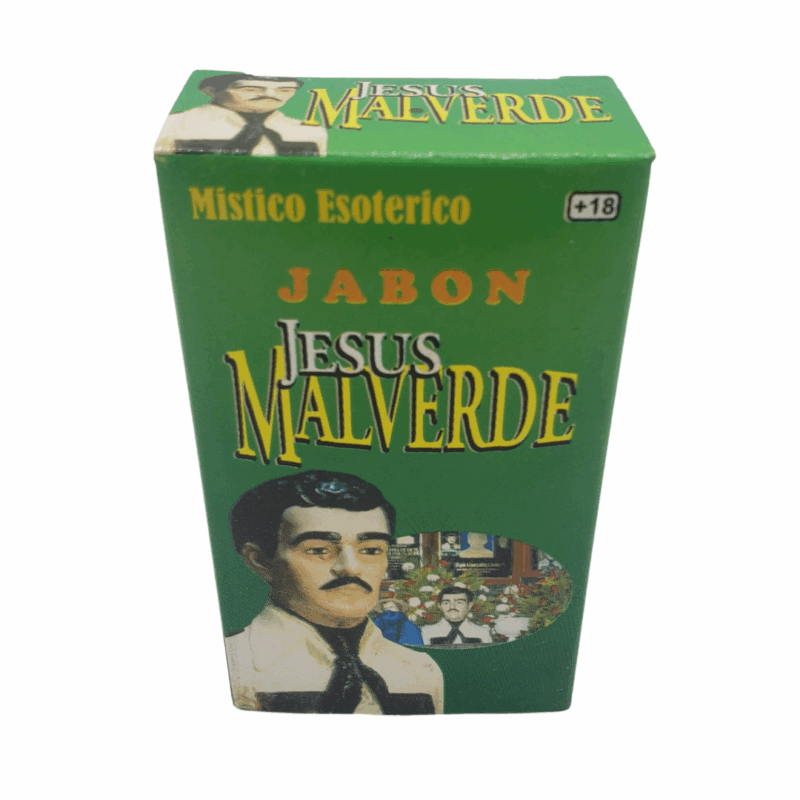 JESUS
MALVERDE
Mistico Esoterico
+18
JABON
JESUS
MALVERDE